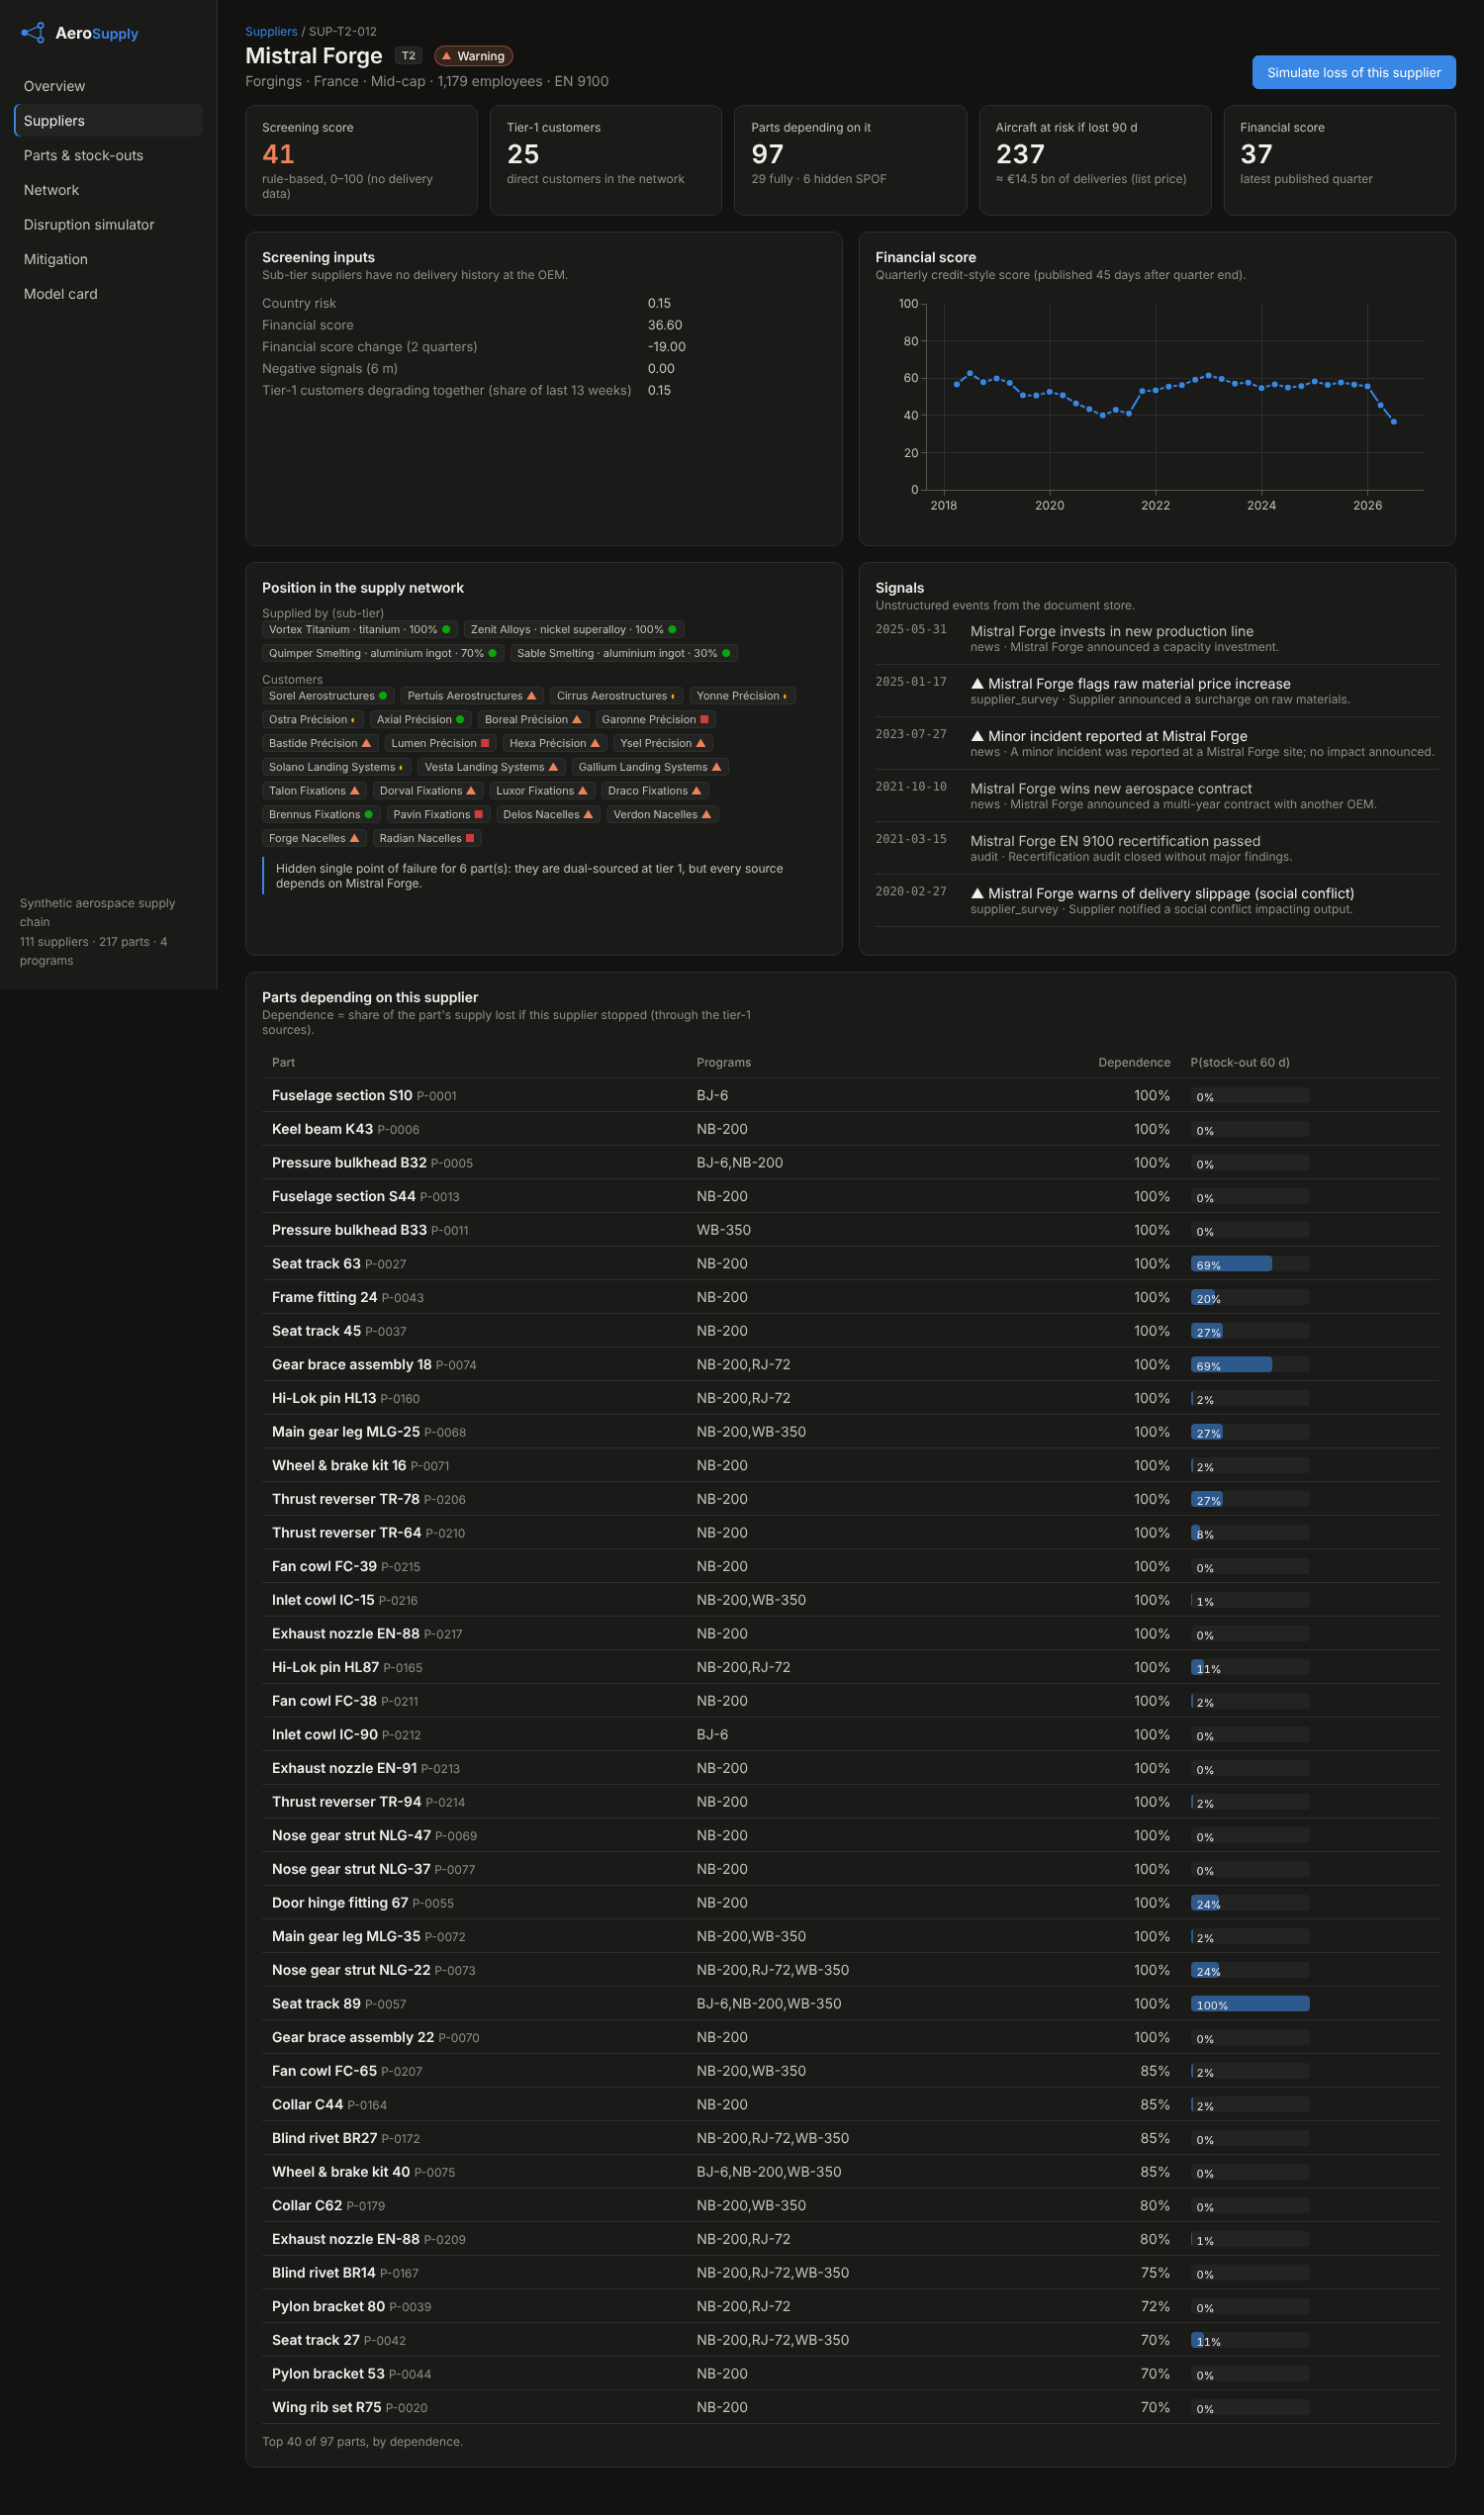 AeroSupply
Overview
Suppliers
Parts & stock-outs
Network
Disruption simulator
Mitigation
Model card
Synthetic aerospace supply
chain
111 suppliers · 217 parts · 4
programs
Suppliers / SUP-T2-012
Mistral Forge T2 ▲ Warning
Forgings · France · Mid-cap · 1,179 employees · EN 9100
Simulate loss of this supplier
Screening score
41
rule-based, 0–100 (no delivery
data)
Tier-1 customers
25
direct customers in the network
Parts depending on it
97
29 fully · 6 hidden SPOF
Aircraft at risk if lost 90 d
237
≈ €14.5 bn of deliveries (list price)
Financial score
37
latest published quarter
Screening inputs
Sub-tier suppliers have no delivery history at the OEM.
Country risk 0.15
Financial score 36.60
Financial score change (2 quarters) -19.00
Negative signals (6 m) 0.00
Tier-1 customers degrading together (share of last 13 weeks) 0.15
Financial score
Quarterly credit-style score (published 45 days after quarter end).
100
80
60
40
20
0
2018 2020 2022 2024 2026
Position in the supply network
Supplied by (sub-tier)
Vortex Titanium · titanium · 100% ● Zenit Alloys · nickel superalloy · 100% ●
Quimper Smelting · aluminium ingot · 70% ● Sable Smelting · aluminium ingot · 30% ●
Customers
Sorel Aerostructures ● Pertuis Aerostructures ▲ Cirrus Aerostructures Yonne Précision
Ostra Précision Axial Précision ● Boreal Précision ▲ Garonne Précision ■
Bastide Précision ▲ Lumen Précision ■ Hexa Précision ▲ Ysel Précision ▲
Solano Landing Systems Vesta Landing Systems ▲ Gallium Landing Systems ▲
Talon Fixations ▲ Dorval Fixations ▲ Luxor Fixations ▲ Draco Fixations ▲
Brennus Fixations ● Pavin Fixations ■ Delos Nacelles ▲ Verdon Nacelles ▲
Forge Nacelles ▲ Radian Nacelles ■
Hidden single point of failure for 6 part(s): they are dual-sourced at tier 1, but every source
depends on Mistral Forge.
Signals
Unstructured events from the document store.
2025-05-31 Mistral Forge invests in new production line
news · Mistral Forge announced a capacity investment.
2025-01-17 ▲ Mistral Forge flags raw material price increase
supplier_survey · Supplier announced a surcharge on raw materials.
2023-07-27 ▲ Minor incident reported at Mistral Forge
news · A minor incident was reported at a Mistral Forge site; no impact announced.
2021-10-10 Mistral Forge wins new aerospace contract
news · Mistral Forge announced a multi-year contract with another OEM.
2021-03-15 Mistral Forge EN 9100 recertification passed
audit · Recertification audit closed without major findings.
2020-02-27 ▲ Mistral Forge warns of delivery slippage (social conflict)
supplier_survey · Supplier notified a social conflict impacting output.
Parts depending on this supplier
Dependence = share of the part's supply lost if this supplier stopped (through the tier-1
sources).
Part Programs Dependence P(stock-out 60 d)
Fuselage section S10 P-0001 BJ-6 100% 0%
Keel beam K43 P-0006 NB-200 100% 0%
Pressure bulkhead B32 P-0005 BJ-6,NB-200 100% 0%
Fuselage section S44 P-0013 NB-200 100% 0%
Pressure bulkhead B33 P-0011 WB-350 100% 0%
Seat track 63 P-0027 NB-200 100% 69%
Frame fitting 24 P-0043 NB-200 100% 20%
Seat track 45 P-0037 NB-200 100% 27%
Gear brace assembly 18 P-0074 NB-200,RJ-72 100% 69%
Hi-Lok pin HL13 P-0160 NB-200,RJ-72 100% 2%
Main gear leg MLG-25 P-0068 NB-200,WB-350 100% 27%
Wheel & brake kit 16 P-0071 NB-200 100% 2%
Thrust reverser TR-78 P-0206 NB-200 100% 27%
Thrust reverser TR-64 P-0210 NB-200 100% 8%
Fan cowl FC-39 P-0215 NB-200 100% 0%
Inlet cowl IC-15 P-0216 NB-200,WB-350 100% 1%
Exhaust nozzle EN-88 P-0217 NB-200 100% 0%
Hi-Lok pin HL87 P-0165 NB-200,RJ-72 100% 11%
Fan cowl FC-38 P-0211 NB-200 100% 2%
Inlet cowl IC-90 P-0212 BJ-6 100% 0%
Exhaust nozzle EN-91 P-0213 NB-200 100% 0%
Thrust reverser TR-94 P-0214 NB-200 100% 2%
Nose gear strut NLG-47 P-0069 NB-200 100% 0%
Nose gear strut NLG-37 P-0077 NB-200 100% 0%
Door hinge fitting 67 P-0055 NB-200 100% 24%
Main gear leg MLG-35 P-0072 NB-200,WB-350 100% 2%
Nose gear strut NLG-22 P-0073 NB-200,RJ-72,WB-350 100% 24%
Seat track 89 P-0057 BJ-6,NB-200,WB-350 100% 100%
Gear brace assembly 22 P-0070 NB-200 100% 0%
Fan cowl FC-65 P-0207 NB-200,WB-350 85% 2%
Collar C44 P-0164 NB-200 85% 2%
Blind rivet BR27 P-0172 NB-200,RJ-72,WB-350 85% 0%
Wheel & brake kit 40 P-0075 BJ-6,NB-200,WB-350 85% 0%
Collar C62 P-0179 NB-200,WB-350 80% 0%
Exhaust nozzle EN-88 P-0209 NB-200,RJ-72 80% 1%
Blind rivet BR14 P-0167 NB-200,RJ-72,WB-350 75% 0%
Pylon bracket 80 P-0039 NB-200,RJ-72 72% 0%
Seat track 27 P-0042 NB-200,RJ-72,WB-350 70% 11%
Pylon bracket 53 P-0044 NB-200 70% 0%
Wing rib set R75 P-0020 NB-200 70% 0%
Top 40 of 97 parts, by dependence.